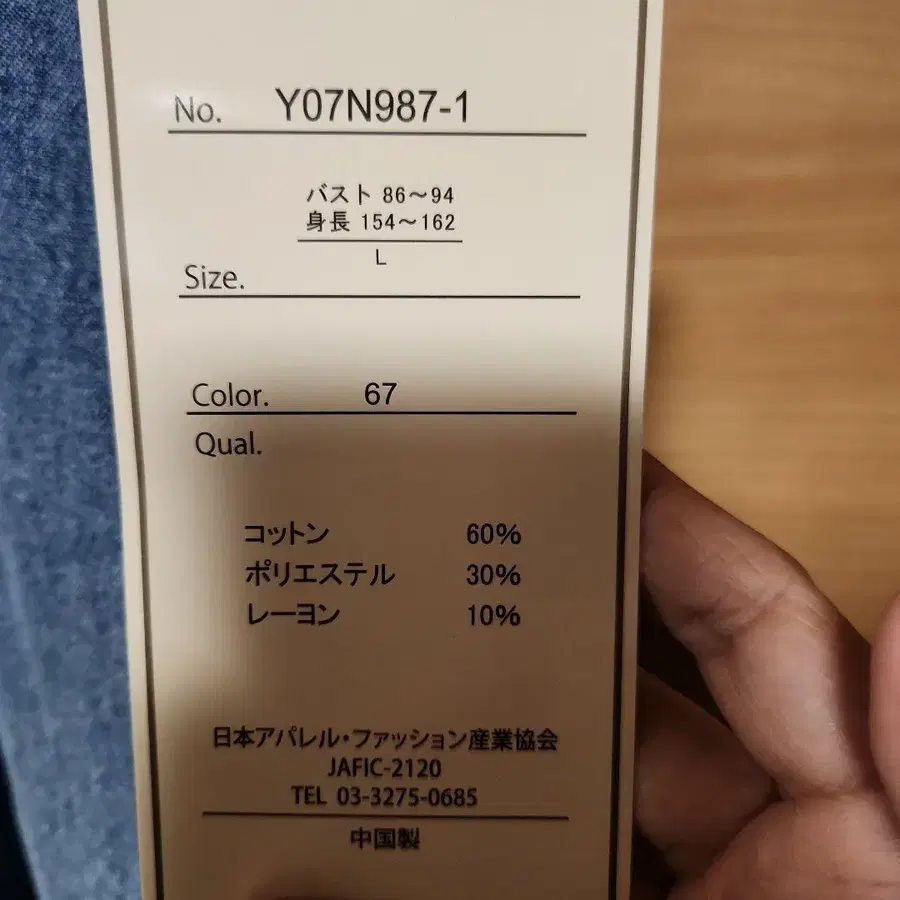 No. Y07N987-1
バスト 86～94
身長 154～162
L
Size.
Color. 67
Qual.
コットン 60%
ポリエステル 30%
レーヨン 10%
日本アパレル・ファッション産業協会
JAFIC-2120
TEL 03-3275-0685
中国製